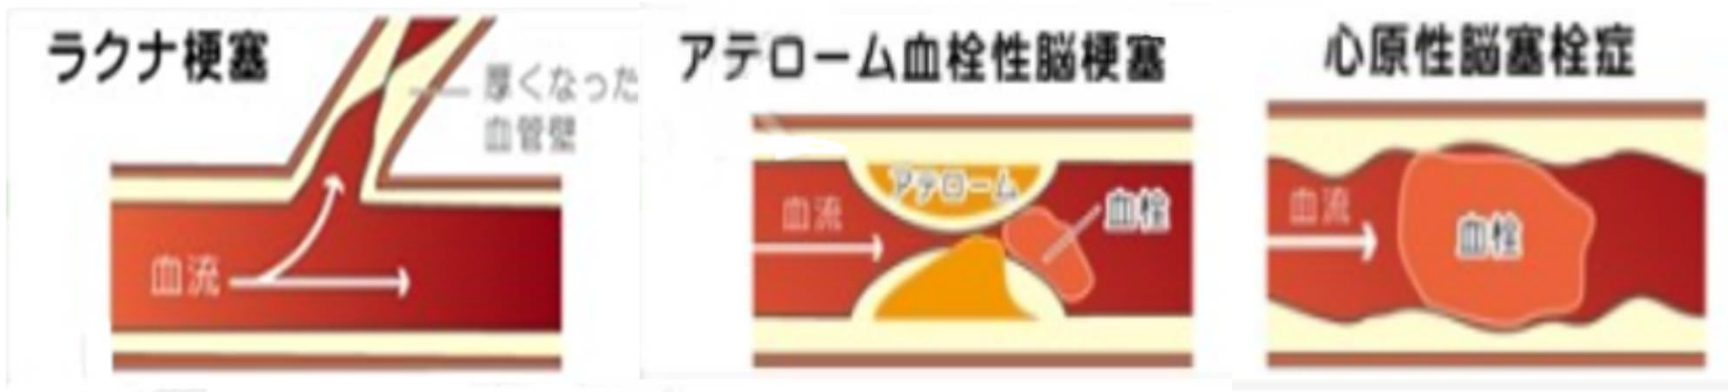 ラクナ梗塞
厚くなった
血管壁
血流
アテローム血栓性脳梗塞
アテローム
血流
血栓
心原性脳塞栓症
血流
血栓